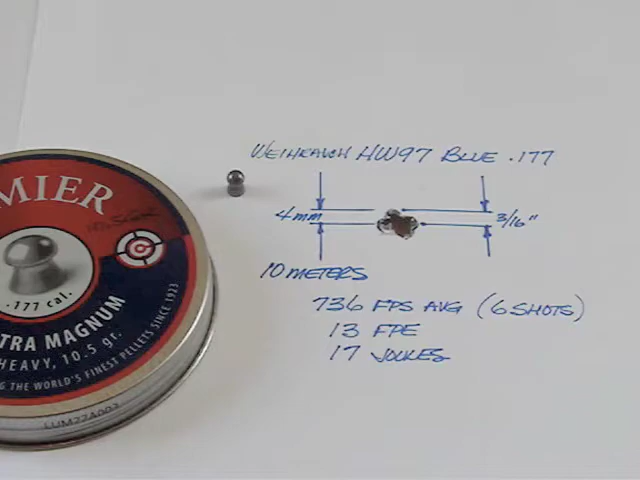 WEIHRAUCH HW97 BLUE .177
4mm
3/16"
10 METERS
736 FPS AVG (6 SHOTS)
13 FPE
17 JOULES
MIER
.177 cal.
TRA MAGNUM
HEAVY, 10.5 gr.
G THE WORLD'S FINEST PELLETS SINCE 1923